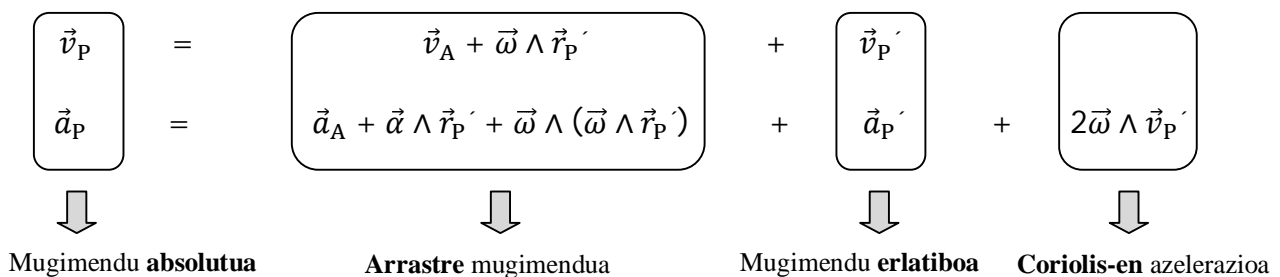 v⃗_P = v⃗_A + ω⃗ ∧ r⃗_P´ + v⃗_P´
a⃗_P = a⃗_A + α⃗ ∧ r⃗_P´ + ω⃗ ∧ (ω⃗ ∧ r⃗_P´) + a⃗_P´ + 2ω⃗ ∧ v⃗_P´
Mugimendu absolutua Arrastre mugimendua Mugimendu erlatiboa Coriolis-en azelerazioa